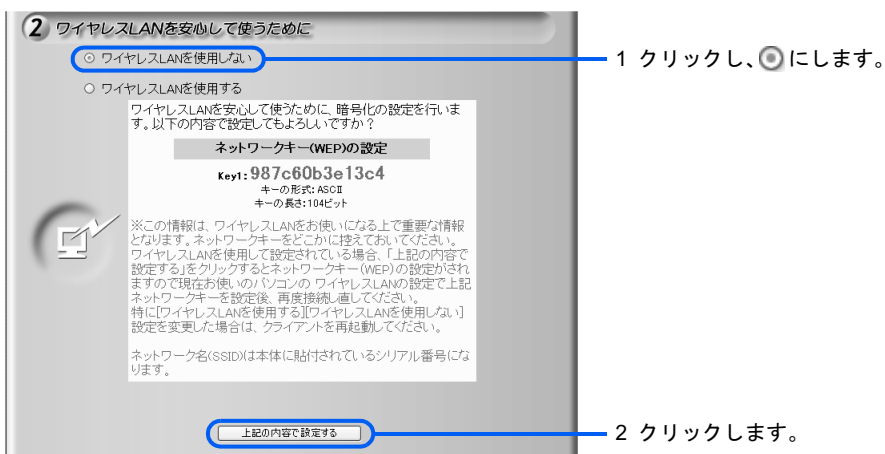 2 ワイヤレスLANを安心して使うために
ワイヤレスLANを使用しない
1 クリックし、 にします。
ワイヤレスLANを使用する
ワイヤレスLANを安心して使うために、暗号化の設定を行いま
す。以下の内容で設定してもよろしいですか？
ネットワークキー(WEP)の設定
Key1: 987c60b3e13c4
キーの形式: ASCII
キーの長さ: 104ビット
※この情報は、ワイヤレスLANをお使いになる上で重要な情報
となります。ネットワークキーをどこかに控えておいてください。
ワイヤレスLANを使用して設定されている場合、「上記の内容で
設定する」をクリックするとネットワークキー(WEP)の設定がされ
ますので現在お使いのパソコンの ワイヤレスLANの設定で上記
ネットワークキーを設定後、再度接続し直してください。
特に[ワイヤレスLANを使用する][ワイヤレスLANを使用しない]
設定を変更した場合は、クライアントを再起動してください。
ネットワーク名(SSID)は本体に貼付されているシリアル番号にな
ります。
上記の内容で設定する
2 クリックします。